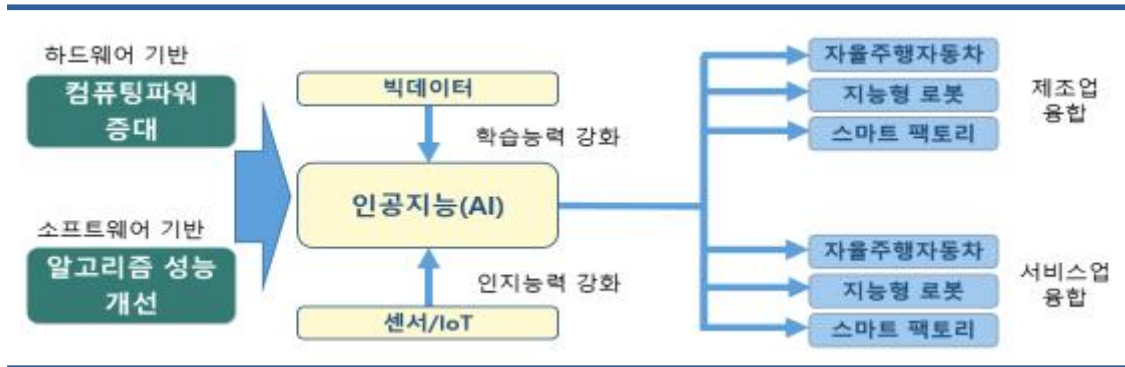 하드웨어 기반
컴퓨팅파워
증대
소프트웨어 기반
알고리즘 성능
개선
빅데이터
학습능력 강화
인공지능(AI)
인지능력 강화
센서/IoT
자율주행자동차
지능형 로봇
스마트 팩토리
제조업
융합
자율주행자동차
지능형 로봇
스마트 팩토리
서비스업
융합